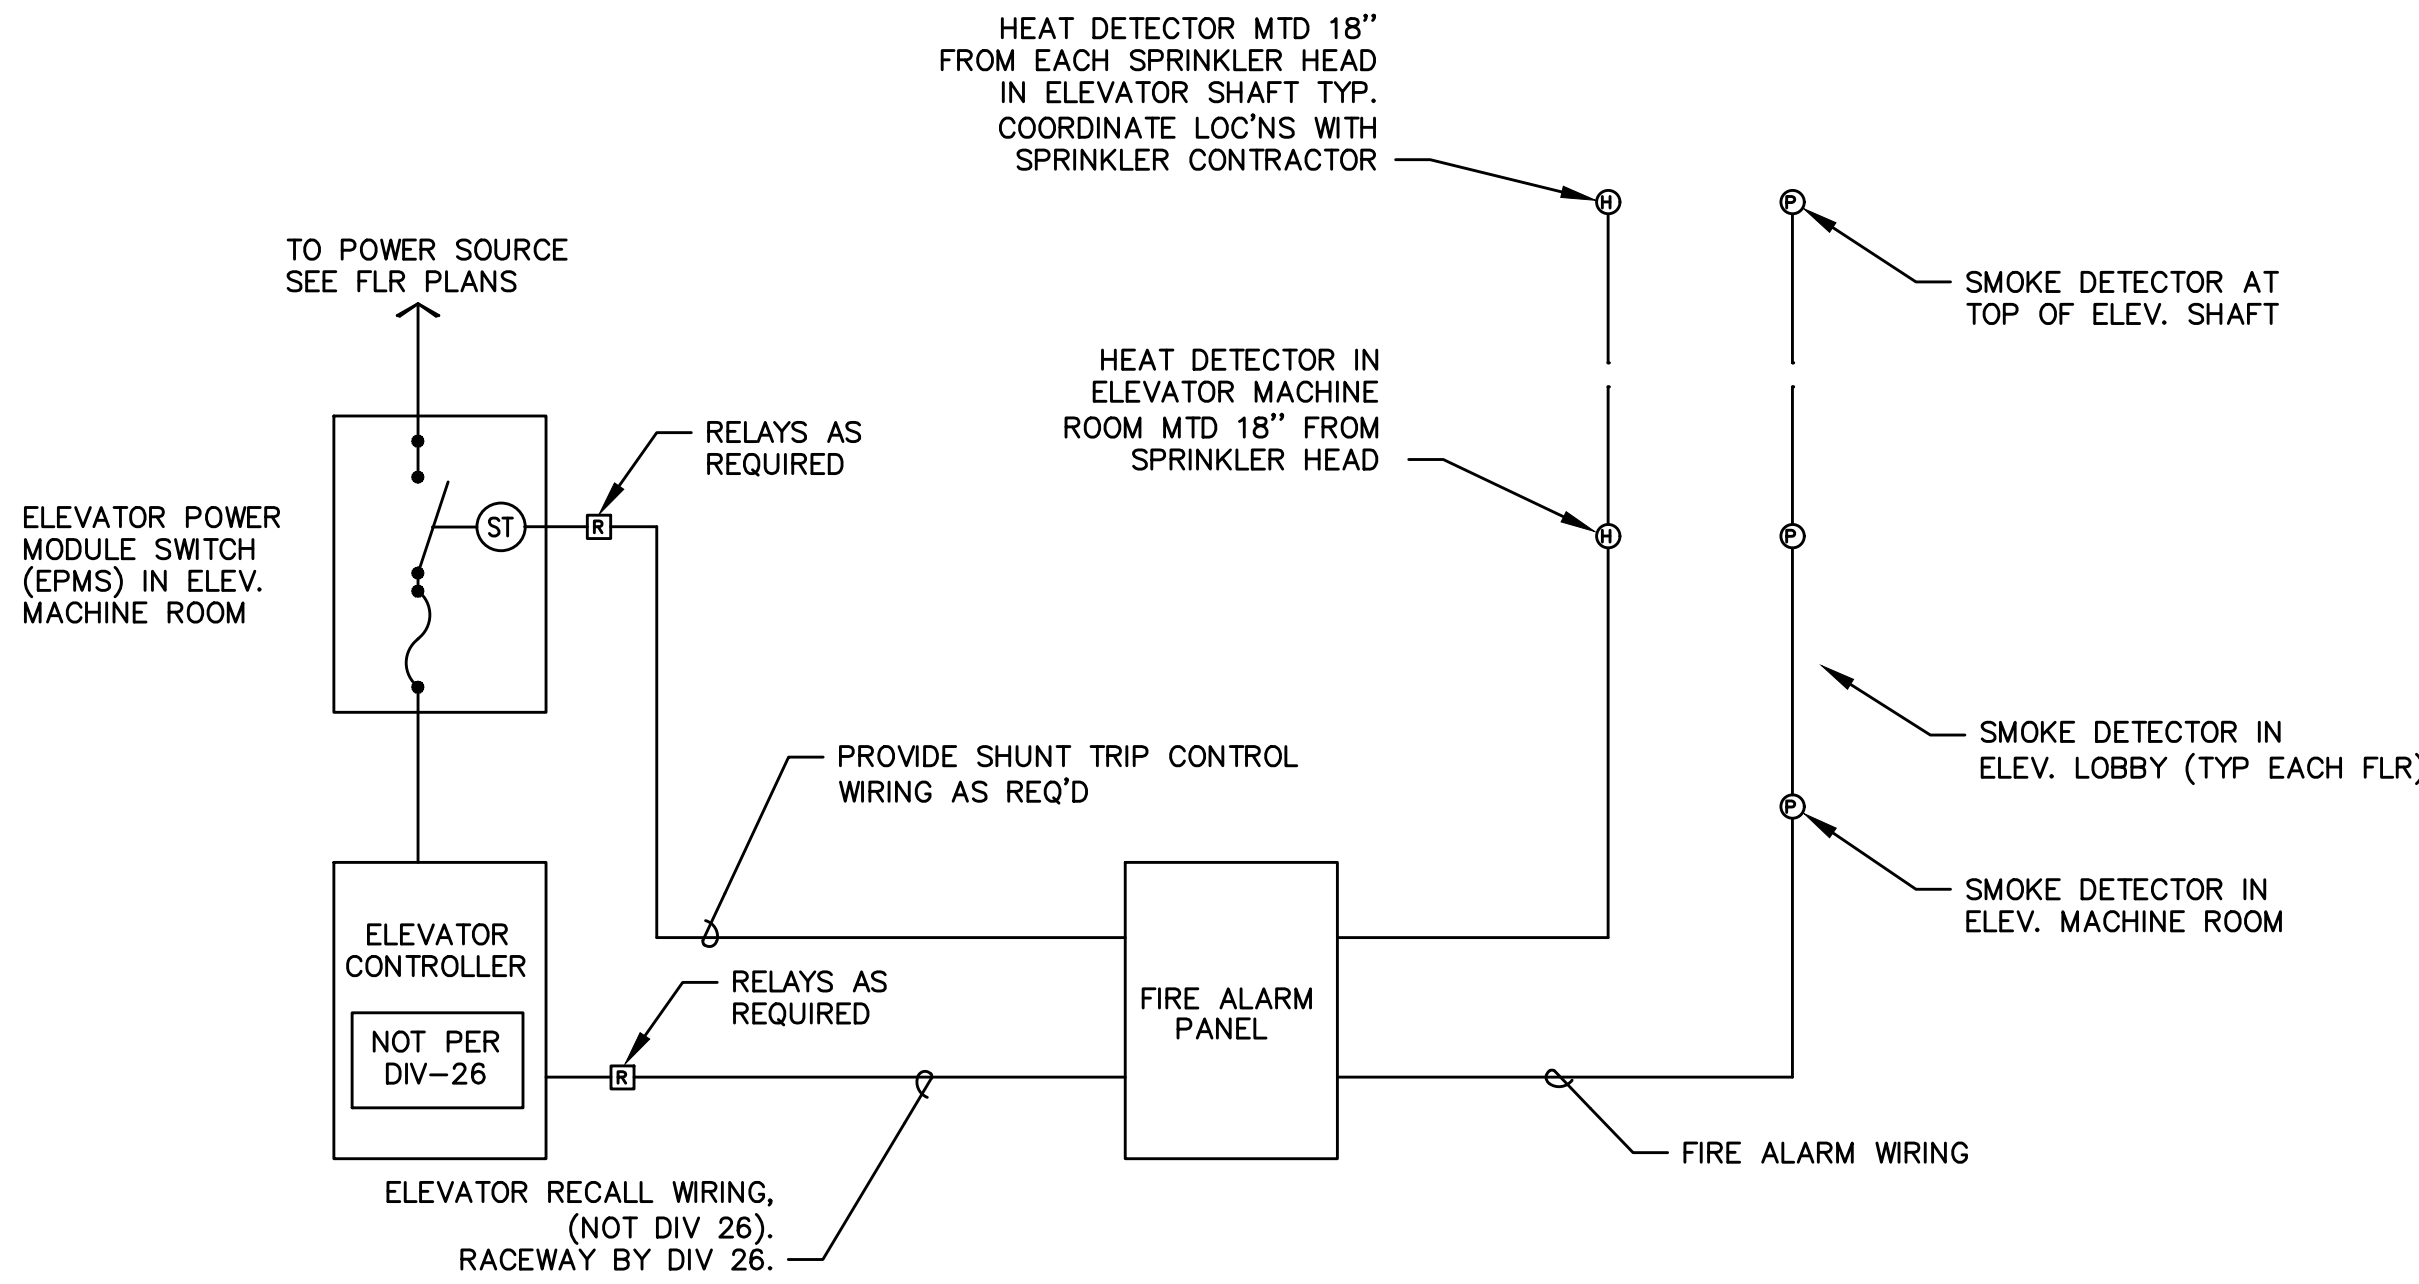 HEAT DETECTOR MTD 18"
FROM EACH SPRINKLER HEAD
IN ELEVATOR SHAFT TYP.
COORDINATE LOC'NS WITH
SPRINKLER CONTRACTOR
H
P
TO POWER SOURCE
SEE FLR PLANS
SMOKE DETECTOR AT
TOP OF ELEV. SHAFT
HEAT DETECTOR IN
ELEVATOR MACHINE
ROOM MTD 18" FROM
SPRINKLER HEAD
H
P
RELAYS AS
REQUIRED
ELEVATOR POWER
MODULE SWITCH
(EPMS) IN ELEV.
MACHINE ROOM
ST
R
SMOKE DETECTOR IN
ELEV. LOBBY (TYP EACH FLR)
PROVIDE SHUNT TRIP CONTROL
WIRING AS REQ'D
P
SMOKE DETECTOR IN
ELEV. MACHINE ROOM
ELEVATOR
CONTROLLER
NOT PER
DIV-26
RELAYS AS
REQUIRED
R
FIRE ALARM
PANEL
FIRE ALARM WIRING
ELEVATOR RECALL WIRING,
(NOT DIV 26).
RACEWAY BY DIV 26.